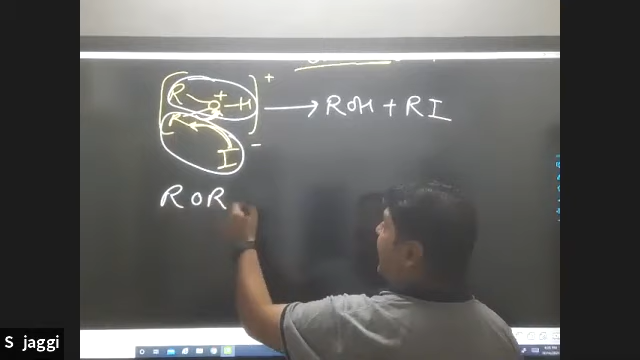 [R O+ H]+ → ROH + RI
R
I −
ROR
S jaggi